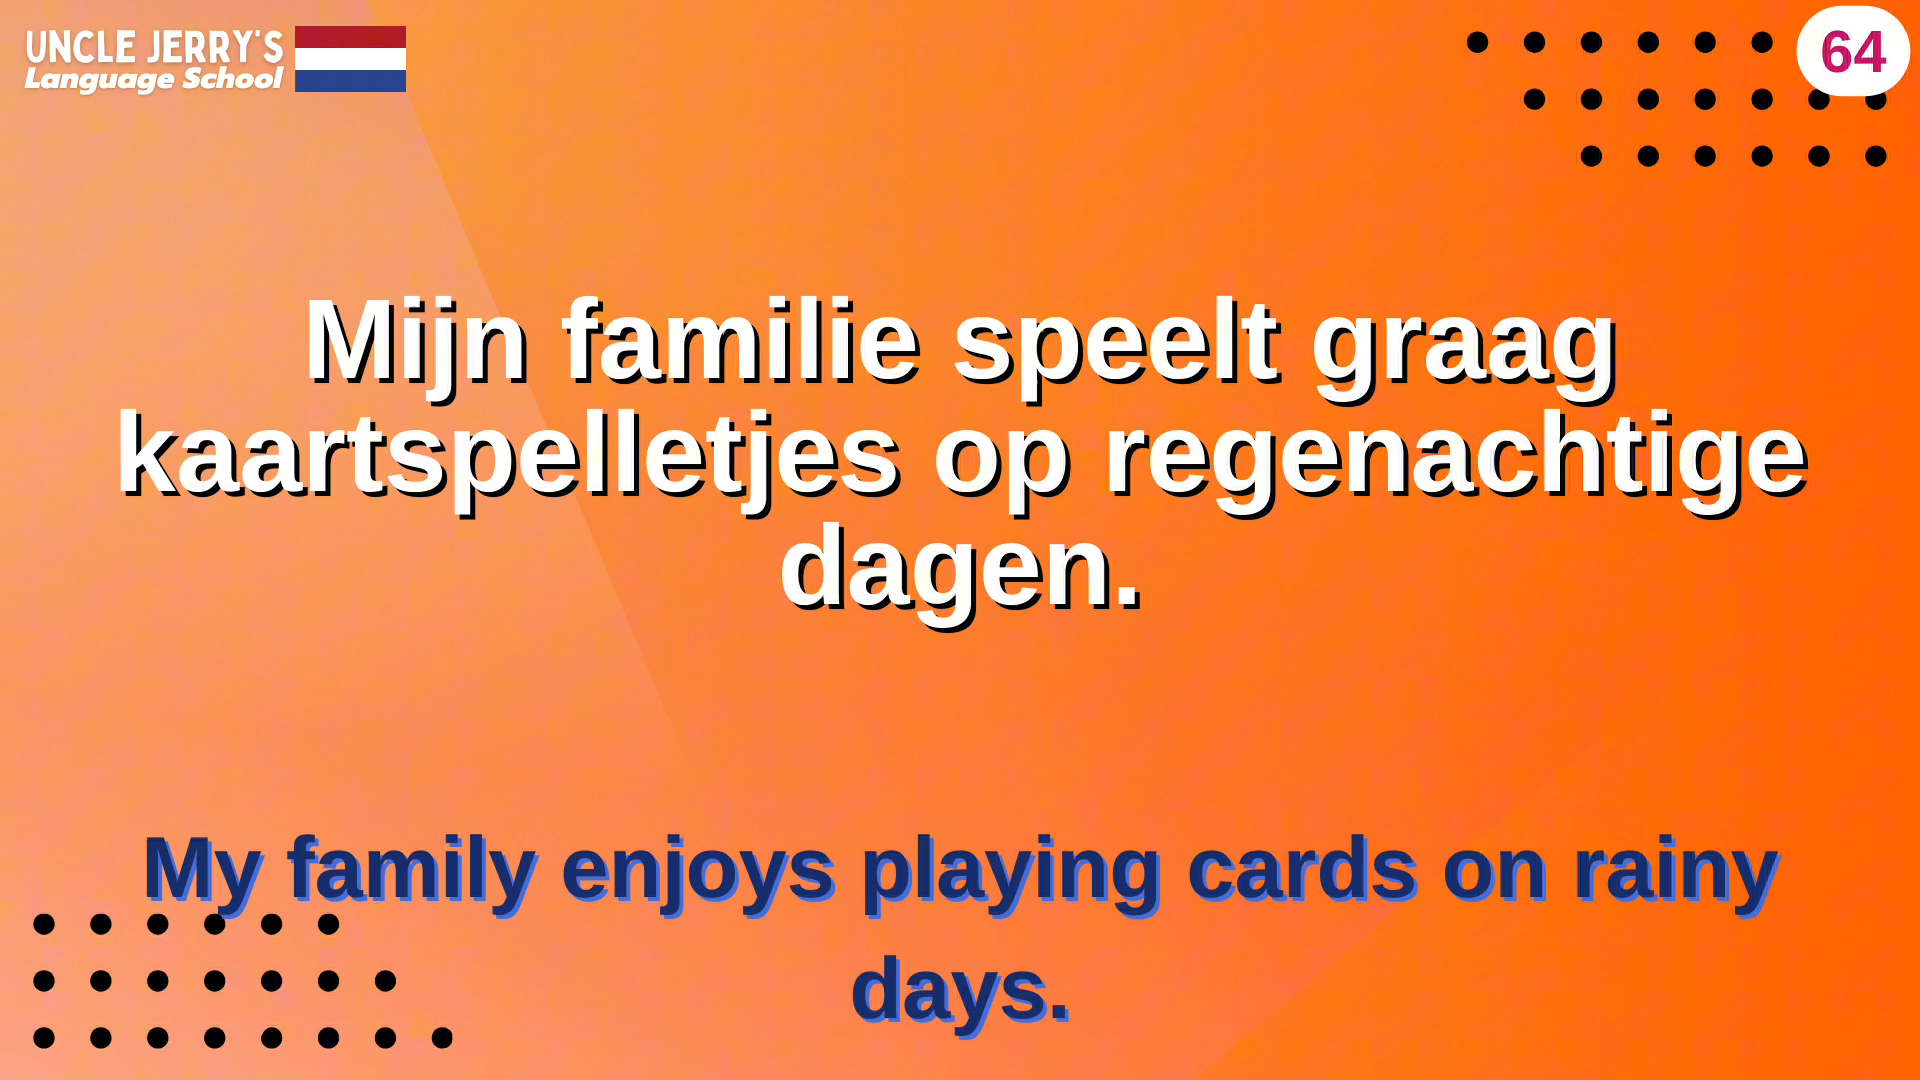 UNCLE JERRY'S
Language School
64
Mijn familie speelt graag
kaartspelletjes op regenachtige
dagen.
My family enjoys playing cards on rainy
days.